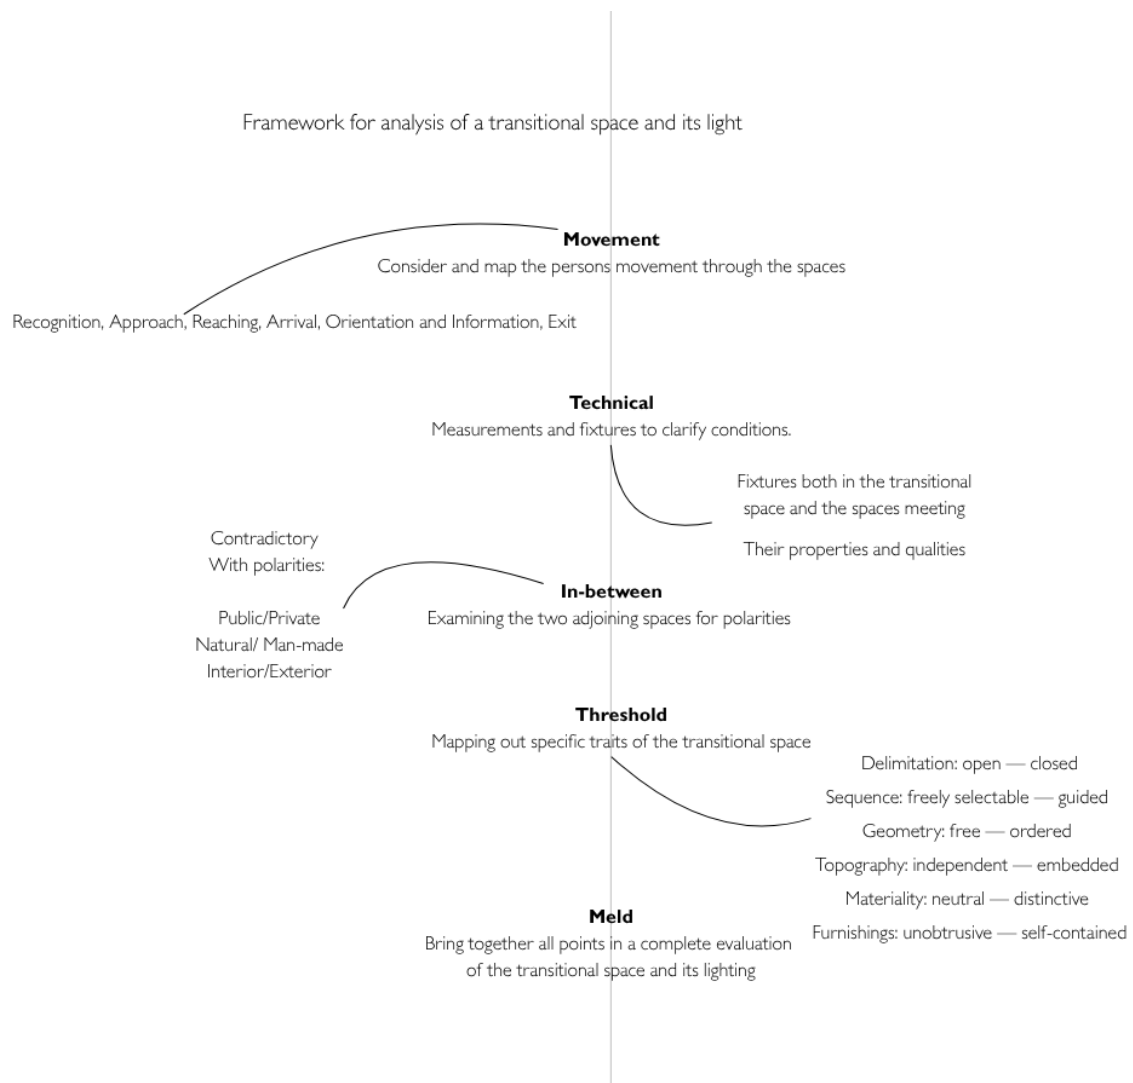 Framework for analysis of a transitional space and its light
Movement
Consider and map the persons movement through the spaces
Recognition, Approach, Reaching, Arrival, Orientation and Information, Exit
Technical
Measurements and fixtures to clarify conditions.
Fixtures both in the transitional
space and the spaces meeting
Their properties and qualities
Contradictory
With polarities:
Public/Private
Natural/ Man-made
Interior/Exterior
In-between
Examining the two adjoining spaces for polarities
Threshold
Mapping out specific traits of the transitional space
Delimitation: open — closed
Sequence: freely selectable — guided
Geometry: free — ordered
Topography: independent — embedded
Materiality: neutral — distinctive
Furnishings: unobtrusive — self-contained
Meld
Bring together all points in a complete evaluation
of the transitional space and its lighting